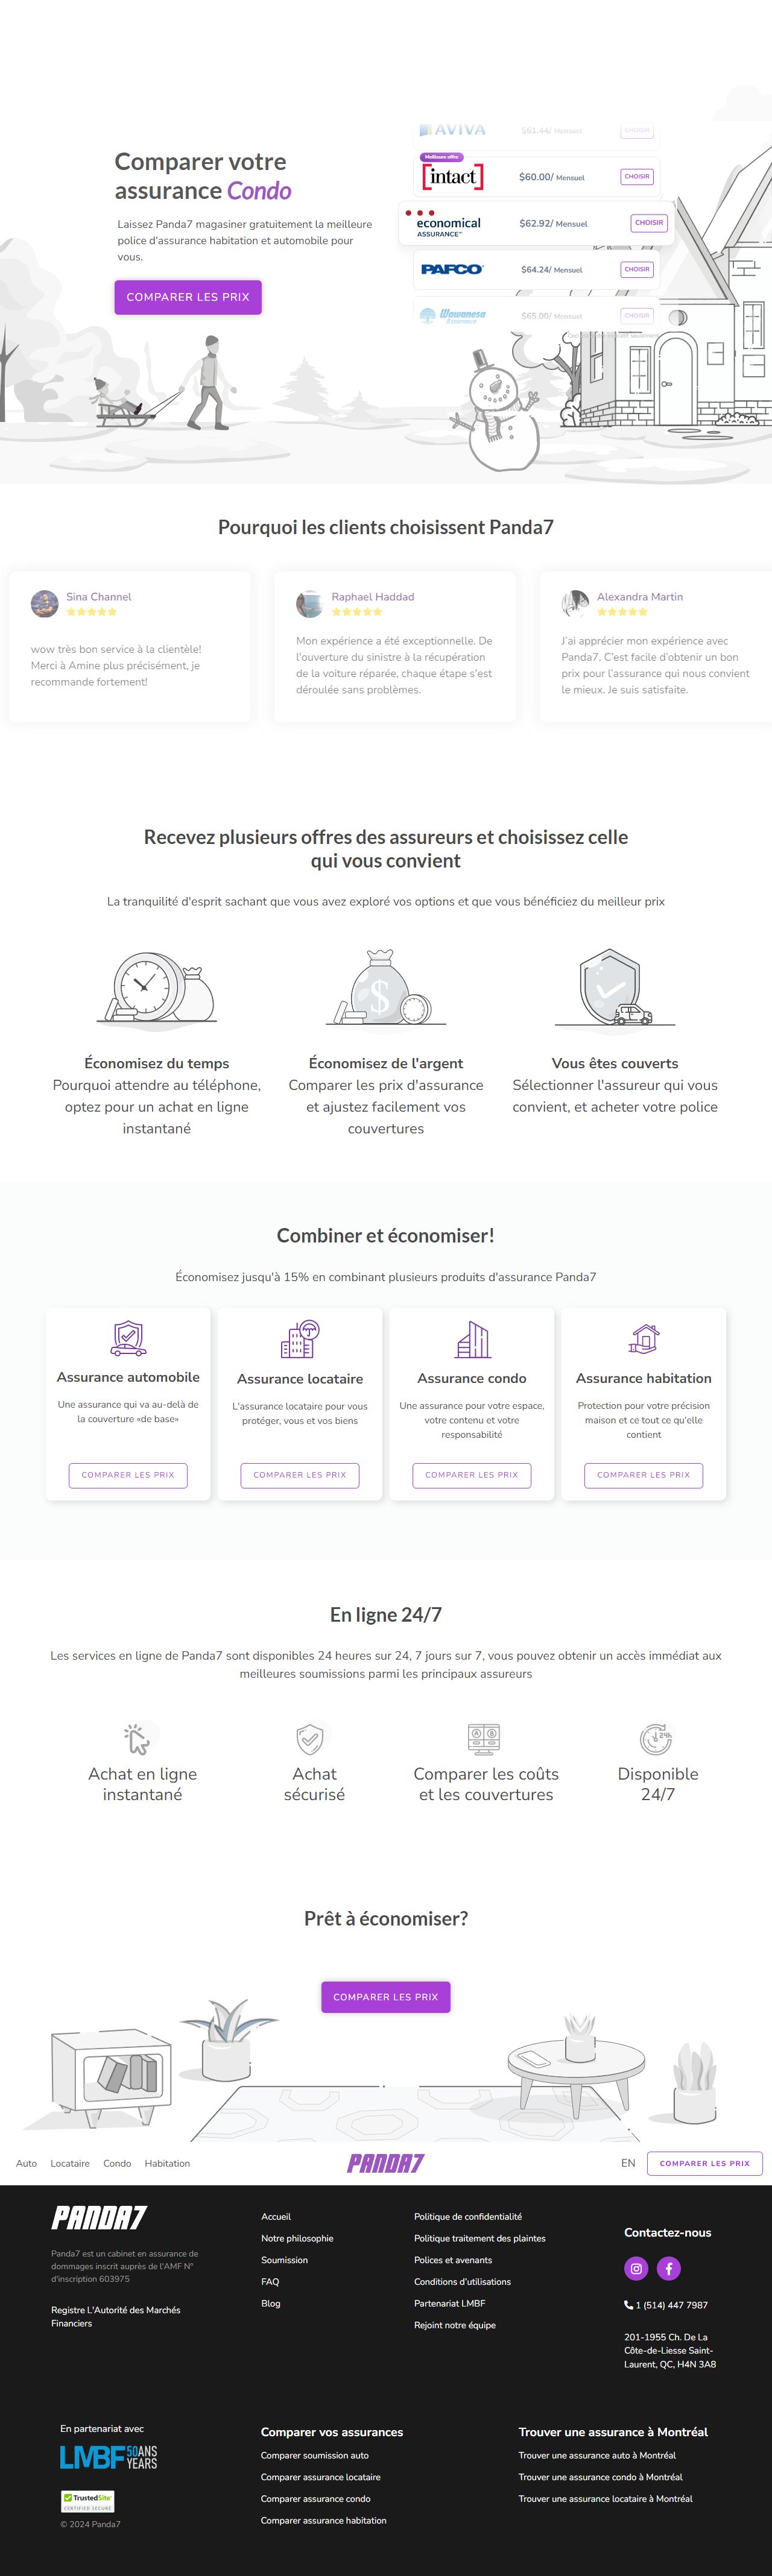 AVIVA
$61.44/ Mensuel
CHOISIR
Comparer votre
assurance Condo
Meilleure offre
[intact]
$60.00/ Mensuel
CHOISIR
Laissez Panda7 magasiner gratuitement la meilleure
police d'assurance habitation et automobile pour
vous.
economical
ASSURANCE
$62.92/ Mensuel
CHOISIR
PAFCO
$64.24/ Mensuel
CHOISIR
COMPARER LES PRIX
Wawanesa
Assurance
$65.00/ Mensuel
CHOISIR
Pourquoi les clients choisissent Panda7
Sina Channel
wow très bon service à la clientèle!
Merci à Amine plus précisément, je
recommande fortement!
Raphael Haddad
Mon expérience a été exceptionnelle. De
l'ouverture du sinistre à la récupération
de la voiture réparée, chaque étape s'est
déroulée sans problèmes.
Alexandra Martin
J'ai apprécier mon expérience avec
Panda7. C'est facile d'obtenir un bon
prix pour l'assurance qui nous convient
le mieux. Je suis satisfaite.
Recevez plusieurs offres des assureurs et choisissez celle
qui vous convient
La tranquilité d'esprit sachant que vous avez exploré vos options et que vous bénéficiez du meilleur prix
$
Économisez du temps
Pourquoi attendre au téléphone,
optez pour un achat en ligne
instantané
Économisez de l'argent
Comparer les prix d'assurance
et ajustez facilement vos
couvertures
Vous êtes couverts
Sélectionner l'assureur qui vous
convient, et acheter votre police
Combiner et économiser!
Économisez jusqu'à 15% en combinant plusieurs produits d'assurance Panda7
Assurance automobile
Une assurance qui va au-delà de
la couverture «de base»
COMPARER LES PRIX
Assurance locataire
L'assurance locataire pour vous
protéger, vous et vos biens
COMPARER LES PRIX
Assurance condo
Une assurance pour votre espace,
votre contenu et votre
responsabilité
COMPARER LES PRIX
Assurance habitation
Protection pour votre précision
maison et ce tout ce qu'elle
contient
COMPARER LES PRIX
En ligne 24/7
Les services en ligne de Panda7 sont disponibles 24 heures sur 24, 7 jours sur 7, vous pouvez obtenir un accès immédiat aux
meilleures soumissions parmi les principaux assureurs
A B
24h
Achat en ligne
instantané
Achat
sécurisé
Comparer les coûts
et les couvertures
Disponible
24/7
Prêt à économiser?
COMPARER LES PRIX
Auto Locataire Condo Habitation
PANDA7
EN
COMPARER LES PRIX
PANDA7
Panda7 est un cabinet en assurance de
dommages inscrit auprès de l'AMF N°
d'inscription 603975
Registre L'Autorité des Marchés
Financiers
Accueil
Notre philosophie
Soumission
FAQ
Blog
Politique de confidentialité
Politique traitement des plaintes
Polices et avenants
Conditions d'utilisations
Partenariat LMBF
Rejoint notre équipe
Contactez-nous
1 (514) 447 7987
201-1955 Ch. De La
Côte-de-Liesse Saint-
Laurent, QC, H4N 3A8
En partenariat avec
LMBF 50 ANS
YEARS
TrustedSite
CERTIFIED SECURE
© 2024 Panda7
Comparer vos assurances
Comparer soumission auto
Comparer assurance locataire
Comparer assurance condo
Comparer assurance habitation
Trouver une assurance à Montréal
Trouver une assurance auto à Montréal
Trouver une assurance condo à Montréal
Trouver une assurance locataire à Montréal